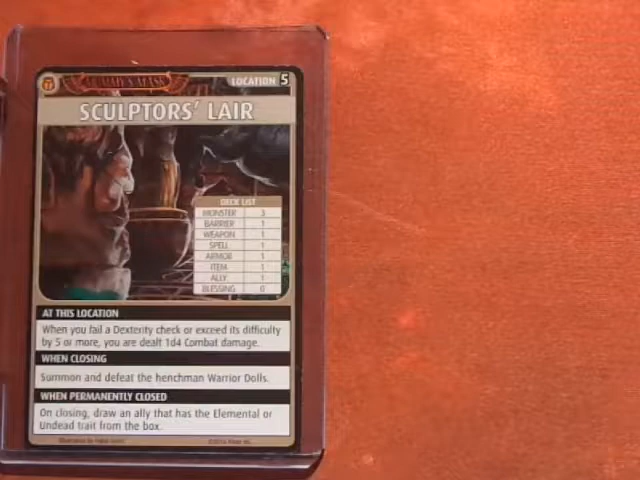 LOCATION 5
SCULPTORS' LAIR
DECK LIST
MONSTER 3
BARRIER 1
WEAPON 1
SPELL 1
ARMOR 1
ITEM 1
ALLY 1
BLESSING 0
AT THIS LOCATION
When you fail a Dexterity check or exceed its difficulty
by 5 or more, you are dealt 1d4 Combat damage.
WHEN CLOSING
Summon and defeat the henchman Warrior Dolls.
WHEN PERMANENTLY CLOSED
On closing, draw an ally that has the Elemental or
Undead trait from the box.